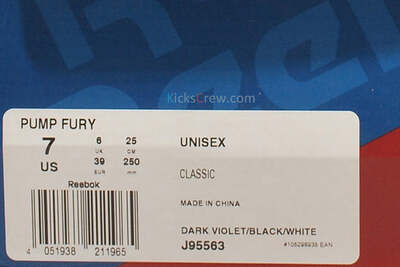 KicksCrew.com
PUMP FURY
7 6 25
US UK CM
39 250
EUR mm
UNISEX
Reebok
CLASSIC
MADE IN CHINA
DARK VIOLET/BLACK/WHITE
J95563
4 051938 211965
EAN